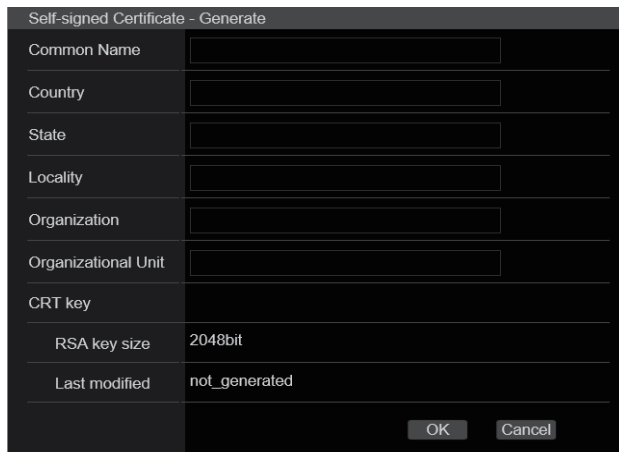 Self-signed Certificate - Generate
Common Name
Country
State
Locality
Organization
Organizational Unit
CRT key
RSA key size 2048bit
Last modified not_generated
OK Cancel